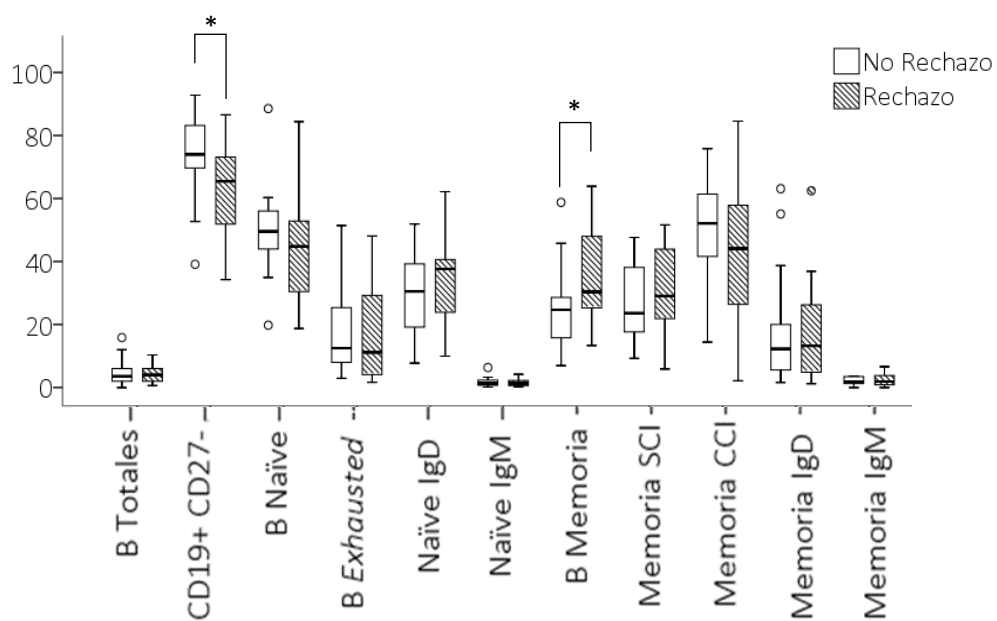 *
No Rechazo
Rechazo
*
100
80
60
40
20
0
B Totales
CD19+ CD27-
B Naïve
B Exhausted
Naïve IgD
Naïve IgM
B Memoria
Memoria SCI
Memoria CCI
Memoria IgD
Memoria IgM